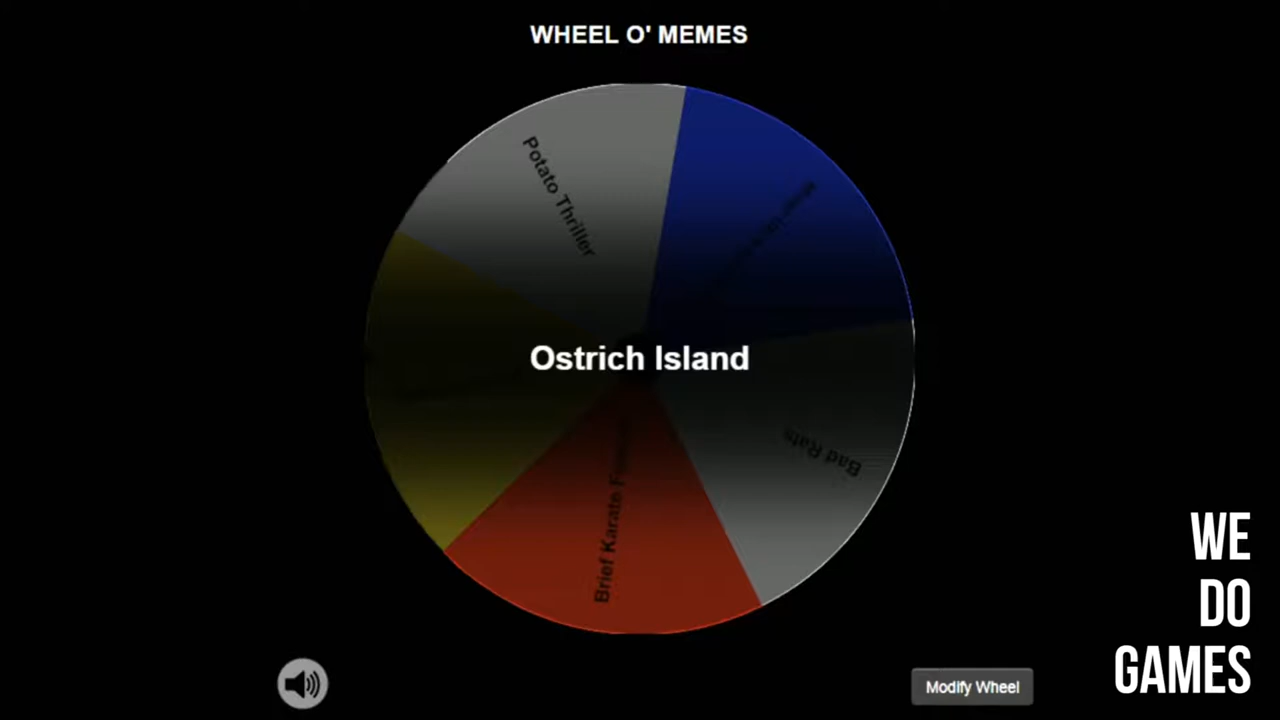 WHEEL O' MEMES
Potato Thriller
Ostrich Island
Bad Rats
Brief Karate
WE
DO
GAMES
Modify Wheel